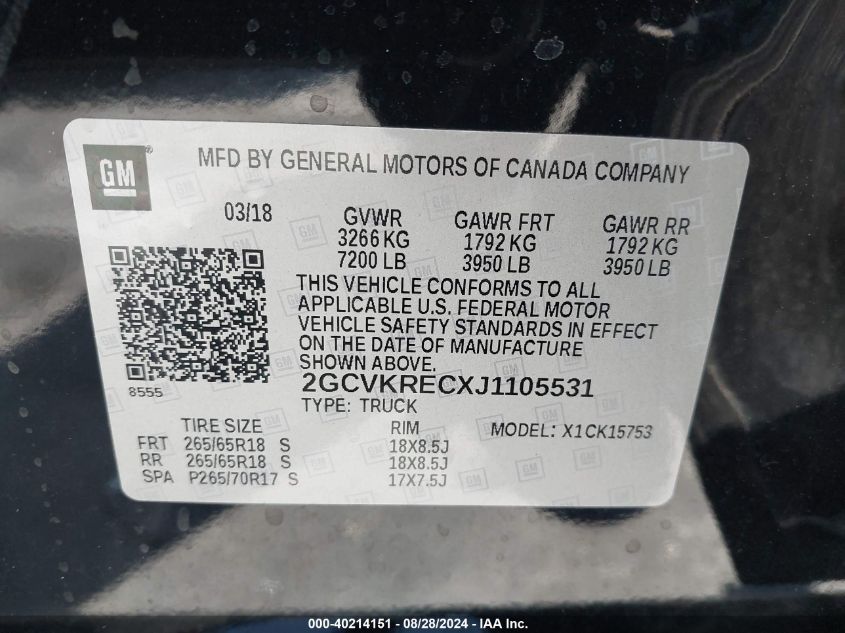 GM
MFD BY GENERAL MOTORS OF CANADA COMPANY
03/18 GVWR GAWR FRT GAWR RR
3266 KG 1792 KG 1792 KG
7200 LB 3950 LB 3950 LB
THIS VEHICLE CONFORMS TO ALL
APPLICABLE U.S. FEDERAL MOTOR
VEHICLE SAFETY STANDARDS IN EFFECT
ON THE DATE OF MANUFACTURE
SHOWN ABOVE.
8555
2GCVKRECXJ1105531
TYPE: TRUCK
TIRE SIZE RIM MODEL: X1CK15753
FRT 265/65R18 S 18X8.5J
RR 265/65R18 S 18X8.5J
SPA P265/70R17 S 17X7.5J
000-40214151 - 08/28/2024 - IAA Inc.